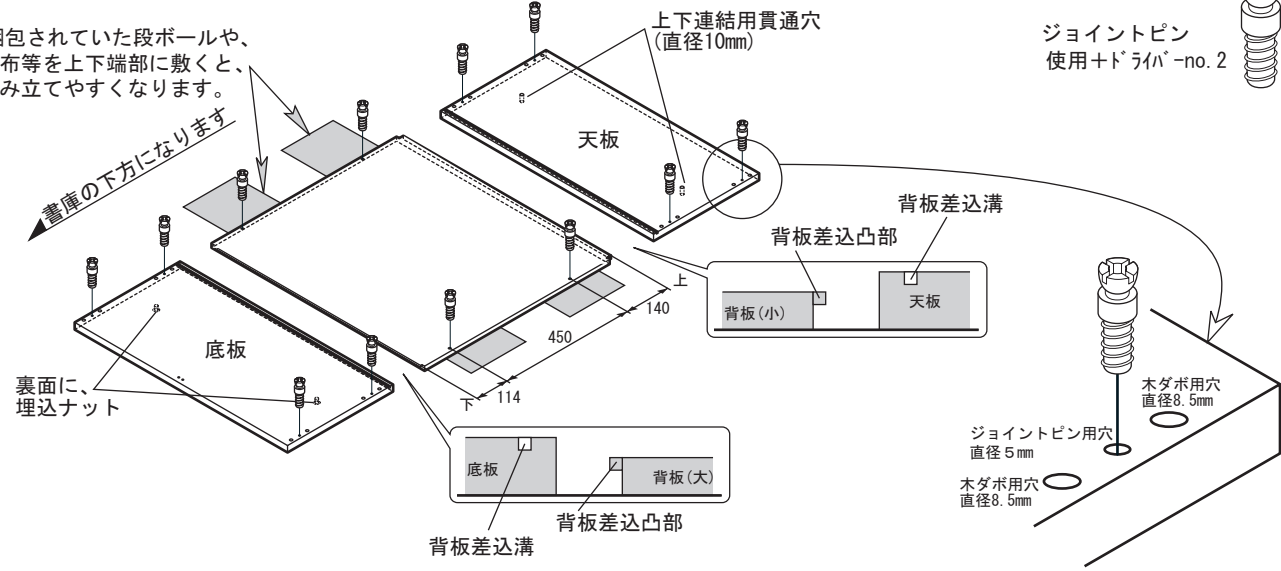 包されていた段ボールや、
布等を上下端部に敷くと、
み立てやすくなります。
書庫の下方になります
上下連結用貫通穴
(直径10mm)
ジョイントピン
使用＋ﾄﾞﾗｲﾊﾞｰno.2
天板
背板差込溝
背板差込凸部
背板(小)
天板
上
140
450
114
下
底板
裏面に、
埋込ナット
底板
背板(大)
背板差込凸部
背板差込溝
木ダボ用穴
直径8.5mm
ジョイントピン用穴
直径５mm
木ダボ用穴
直径8.5mm